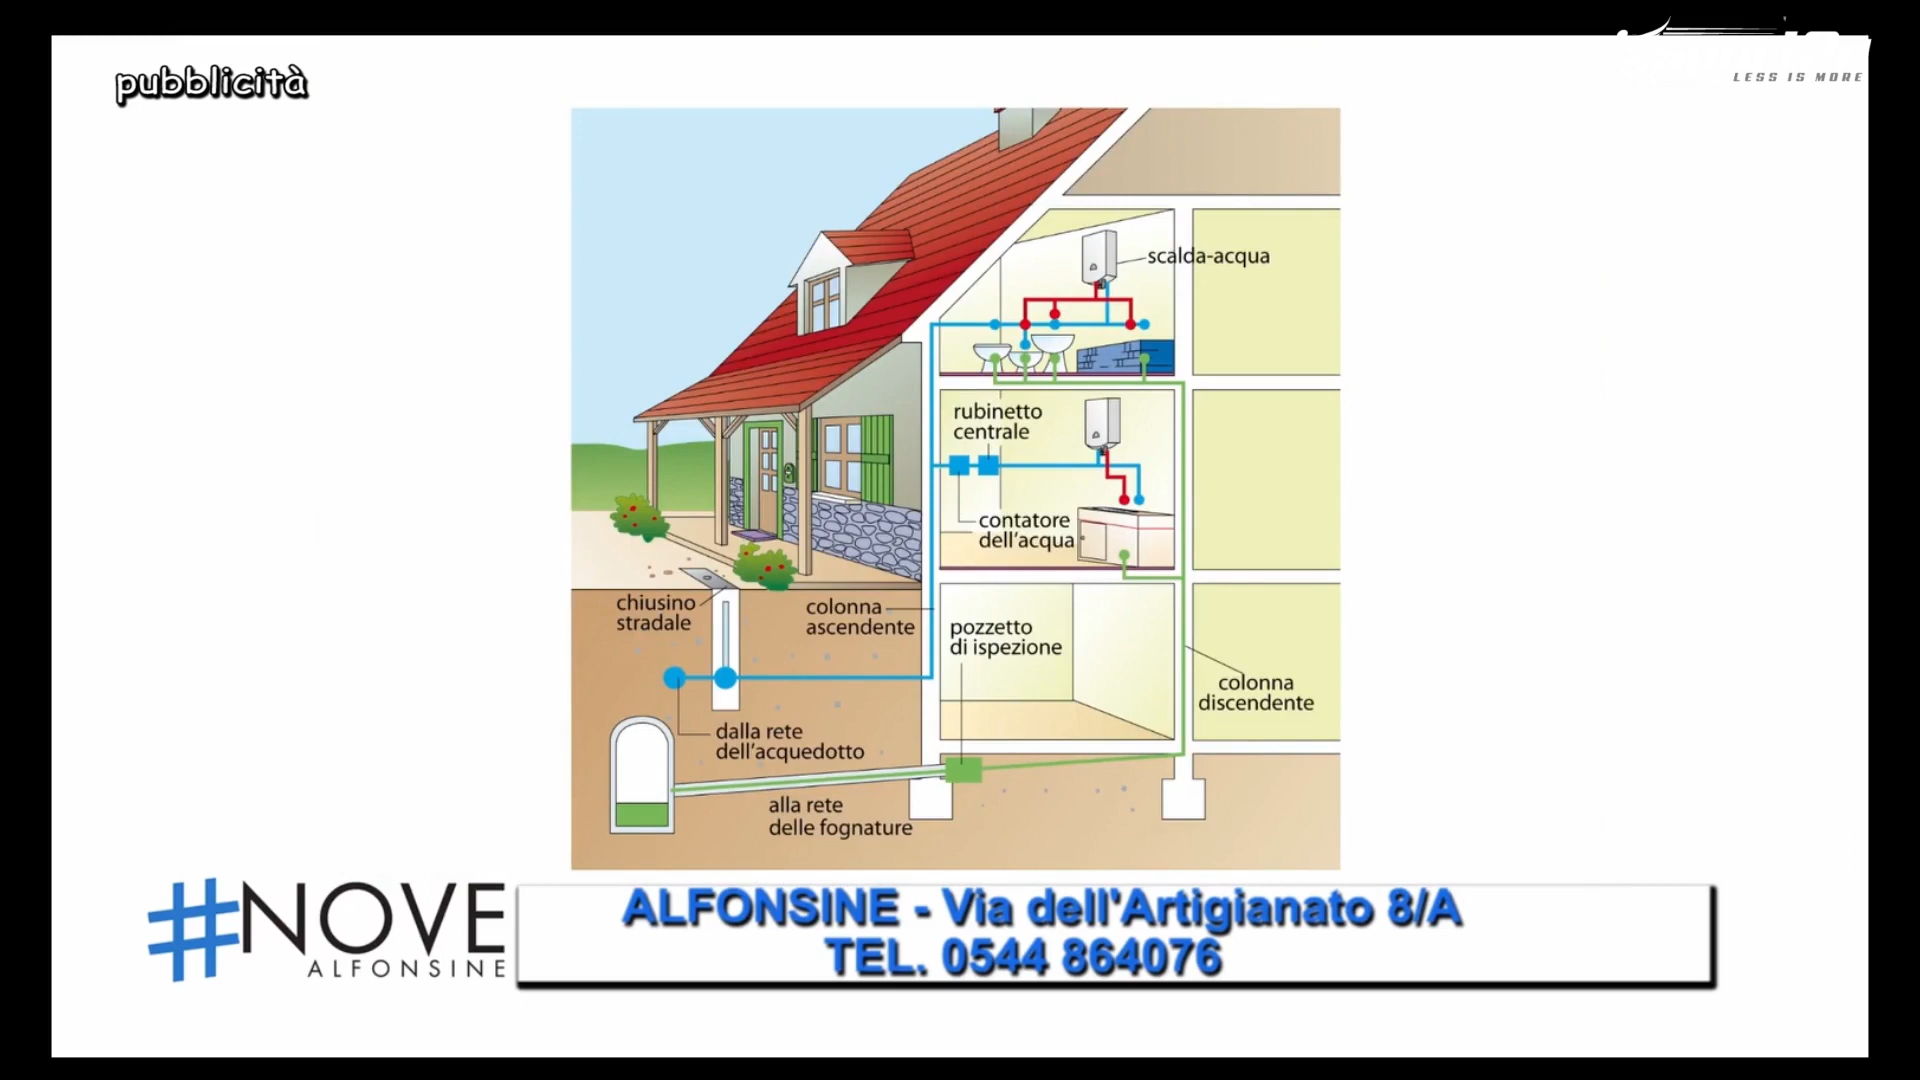 pubblicità
LESS IS MORE
scalda-acqua
rubinetto
centrale
contatore
dell'acqua
chiusino
stradale
colonna
ascendente
pozzetto
di ispezione
colonna
discendente
dalla rete
dell'acquedotto
alla rete
delle fognature
#NOVE
ALFONSINE
ALFONSINE - Via dell'Artigianato 8/A
TEL. 0544 864076